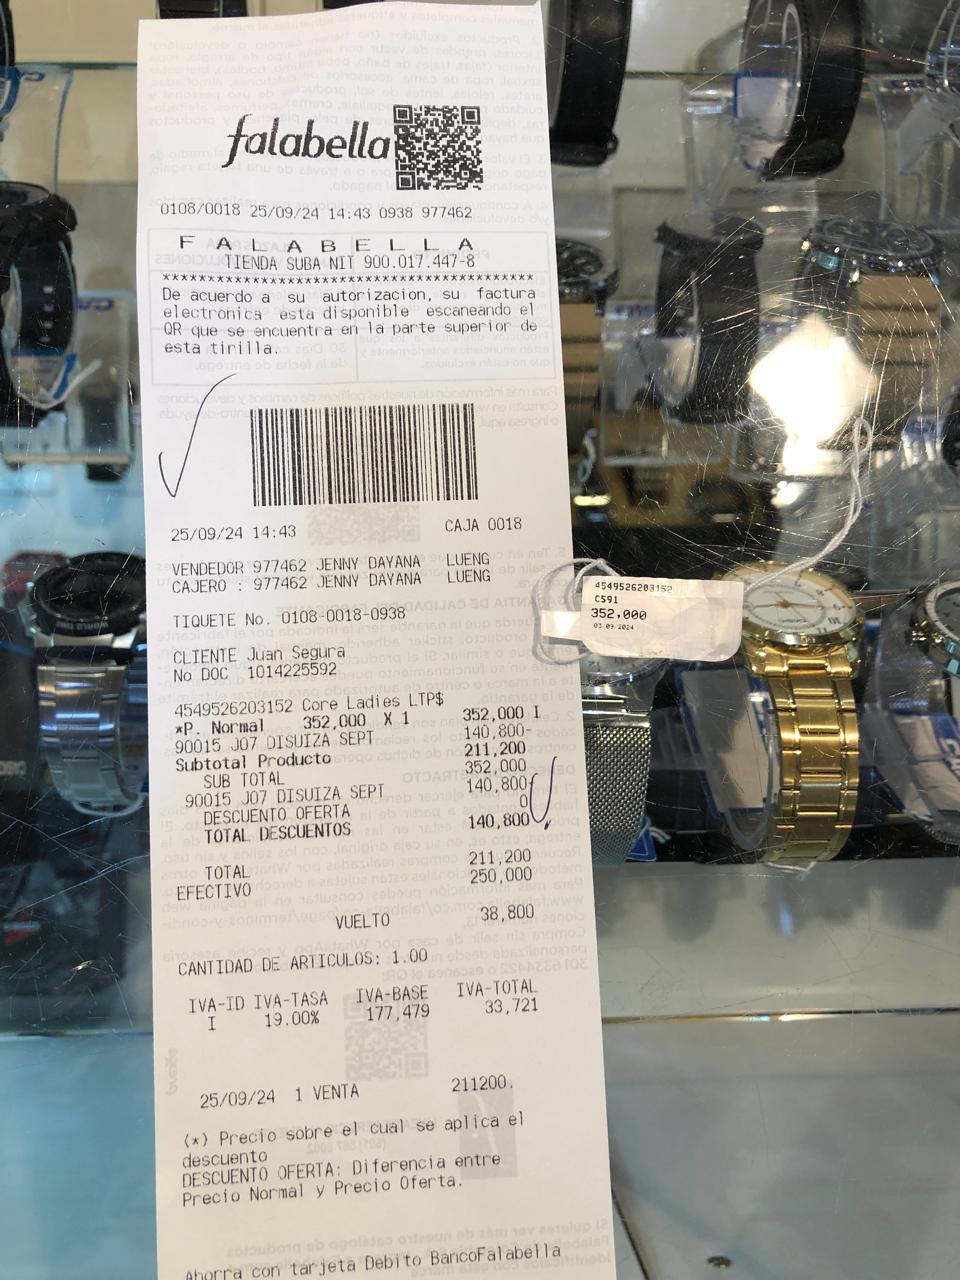 falabella
0108/0018 25/09/24 14:43 0938 977462
F A L A B E L L A
TIENDA SUBA NIT 900.017.447-8
****************************************
De acuerdo a su autorizacion, su factura
electronica esta disponible escaneando el
QR que se encuentra en la parte superior de
esta tirilla.
25/09/24 14:43 CAJA 0018
VENDEDOR 977462 JENNY DAYANA LUENG
CAJERO : 977462 JENNY DAYANA LUENG
TIQUETE No. 0108-0018-0938
CLIENTE Juan Segura
No DOC 1014225592
4549526203152 Core Ladies LTP$
*P. Normal 352,000 X 1 352,000 I
90015 J07 DISUIZA SEPT 140,800-
Subtotal Producto 211,200
SUB TOTAL 352,000
90015 J07 DISUIZA SEPT 140,800
DESCUENTO OFERTA 0
TOTAL DESCUENTOS 140,800
TOTAL 211,200
EFECTIVO 250,000
VUELTO 38,800
CANTIDAD DE ARTICULOS: 1.00
IVA-ID IVA-TASA IVA-BASE IVA-TOTAL
I 19.00% 177,479 33,721
25/09/24 1 VENTA 211200.
(*) Precio sobre el cual se aplica el
descuento
DESCUENTO OFERTA: Diferencia entre
Precio Normal y Precio Oferta.
Ahorra con tarjeta Debito BancoFalabella
4549526203152
C591
352,000
03-09-2024